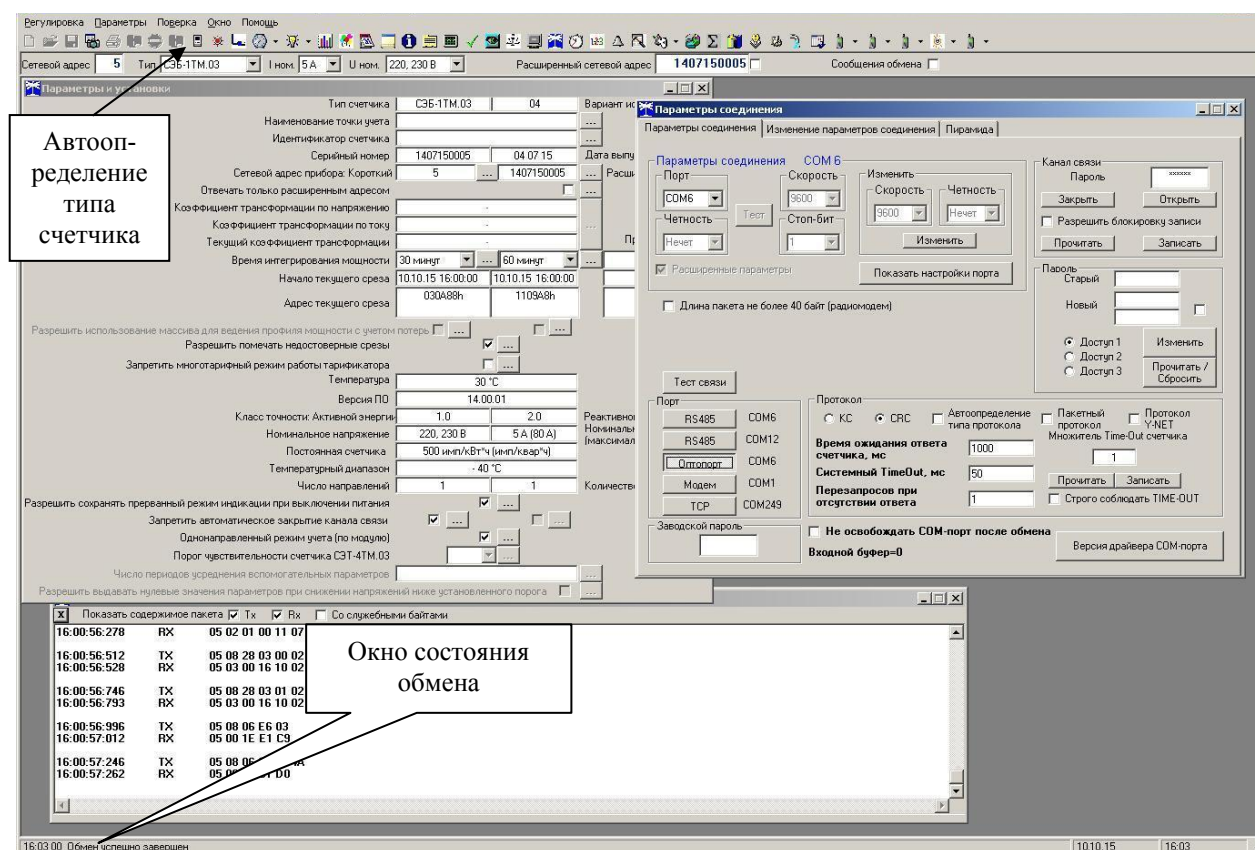 Регулировка Параметры Поверка Окно Помощь
Сетевой адрес 5 Тип СЭБ-1ТМ.03 I ном. 5 А U ном. 220, 230 В Расширенный сетевой адрес 1407150005 Сообщения обмена
Параметры и установки
Автооп-
ределение
типа
счетчика
Тип счетчика СЭБ-1ТМ.03 04
Наименование точки учета ...
Идентификатор счетчика ...
Серийный номер 1407150005 04 07 15
Сетевой адрес прибора: Короткий 5 ... 1407150005 ...
Отвечать только расширенным адресом ...
Коэффициент трансформации по напряжению -
Коэффициент трансформации по току - ...
Текущий коэффициент трансформации -
Время интегрирования мощности 30 минут ... 60 минут ...
Начало текущего среза 10.10.15 16:00:00 10.10.15 16:00:00
Адрес текущего среза 030A88h 1109A8h
Разрешить использование массива для ведения профиля мощности с учетом потерь ... ...
Разрешить помечать недостоверные срезы ...
Запретить многотарифный режим работы тарификатора ...
Температура 30 °C
Версия ПО 14.00.01
Класс точности: Активной энергии 1.0 2.0
Номинальное напряжение 220, 230 В 5 А (80 А)
Постоянная счетчика 500 имп/кВт*ч (имп/квар*ч)
Температурный диапазон - 40 °C
Число направлений 1 1
Разрешить сохранять прерванный режим индикации при выключении питания ...
Запретить автоматическое закрытие канала связи ... ...
Однонаправленный режим учета (по модулю) ...
Порог чувствительности счетчика СЭТ-4ТМ.03 ...
Число периодов усреднения вспомогательных параметров ...
Разрешить выдавать нулевые значения параметров при снижении напряжений ниже установленного порога ...
Параметры соединения
Параметры соединения Изменение параметров соединения Пирамида
Параметры соединения COM 6
Порт Скорость
COM6 9600
Тест
Четность Стоп-бит
Нечет 1
Изменить
Скорость Четность
9600 Нечет
Изменить
Расширенные параметры
Показать настройки порта
Длина пакета не более 40 байт (радиомодем)
Канал связи
Пароль ××××××
Закрыть Открыть
Разрешить блокировку записи
Прочитать Записать
Пароль
Старый
Новый
Доступ 1 Изменить
Доступ 2
Доступ 3 Прочитать / Сбросить
Тест связи
Порт
RS485 COM6
RS485 COM12
Оптопорт COM6
Модем COM1
TCP COM249
Протокол
КС CRC Автоопределение типа протокола
Пакетный протокол Протокол Y-NET
Время ожидания ответа счетчика, мс 1000
Системный TimeOut, мс 50
Перезапросов при отсутствии ответа 1
Множитель Time-Out счетчика
1
Прочитать Записать
Строго соблюдать TIME-OUT
Заводской пароль
Не освобождать COM-порт после обмена
Входной буфер=0
Версия драйвера COM-порта
X Показать содержимое пакета Tx Rx Со служебными байтами
16:00:56:278 RX 05 02 01 00 11 07
16:00:56:512 TX 05 08 28 03 00 02
16:00:56:528 RX 05 03 00 16 10 02
16:00:56:746 TX 05 08 28 03 01 02
16:00:56:793 RX 05 03 00 16 10 02
16:00:56:996 TX 05 08 06 E6 03
16:00:57:012 RX 05 00 1E E1 C9
16:00:57:246 TX 05 08 06
16:00:57:262 RX 05 D0
Окно состояния
обмена
16:03:00 Обмен успешно завершен 10.10.15 16:03